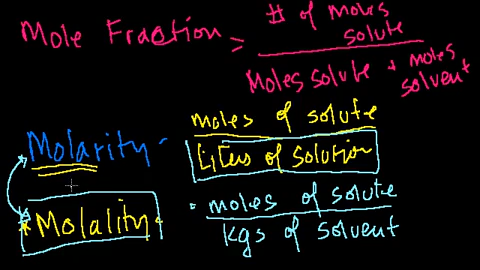 Mole Fraction = # of moles solute
Moles solute + moles solvent
Molarity - moles of solute
Liters of solution
* Molality - moles of solute
kgs of solvent